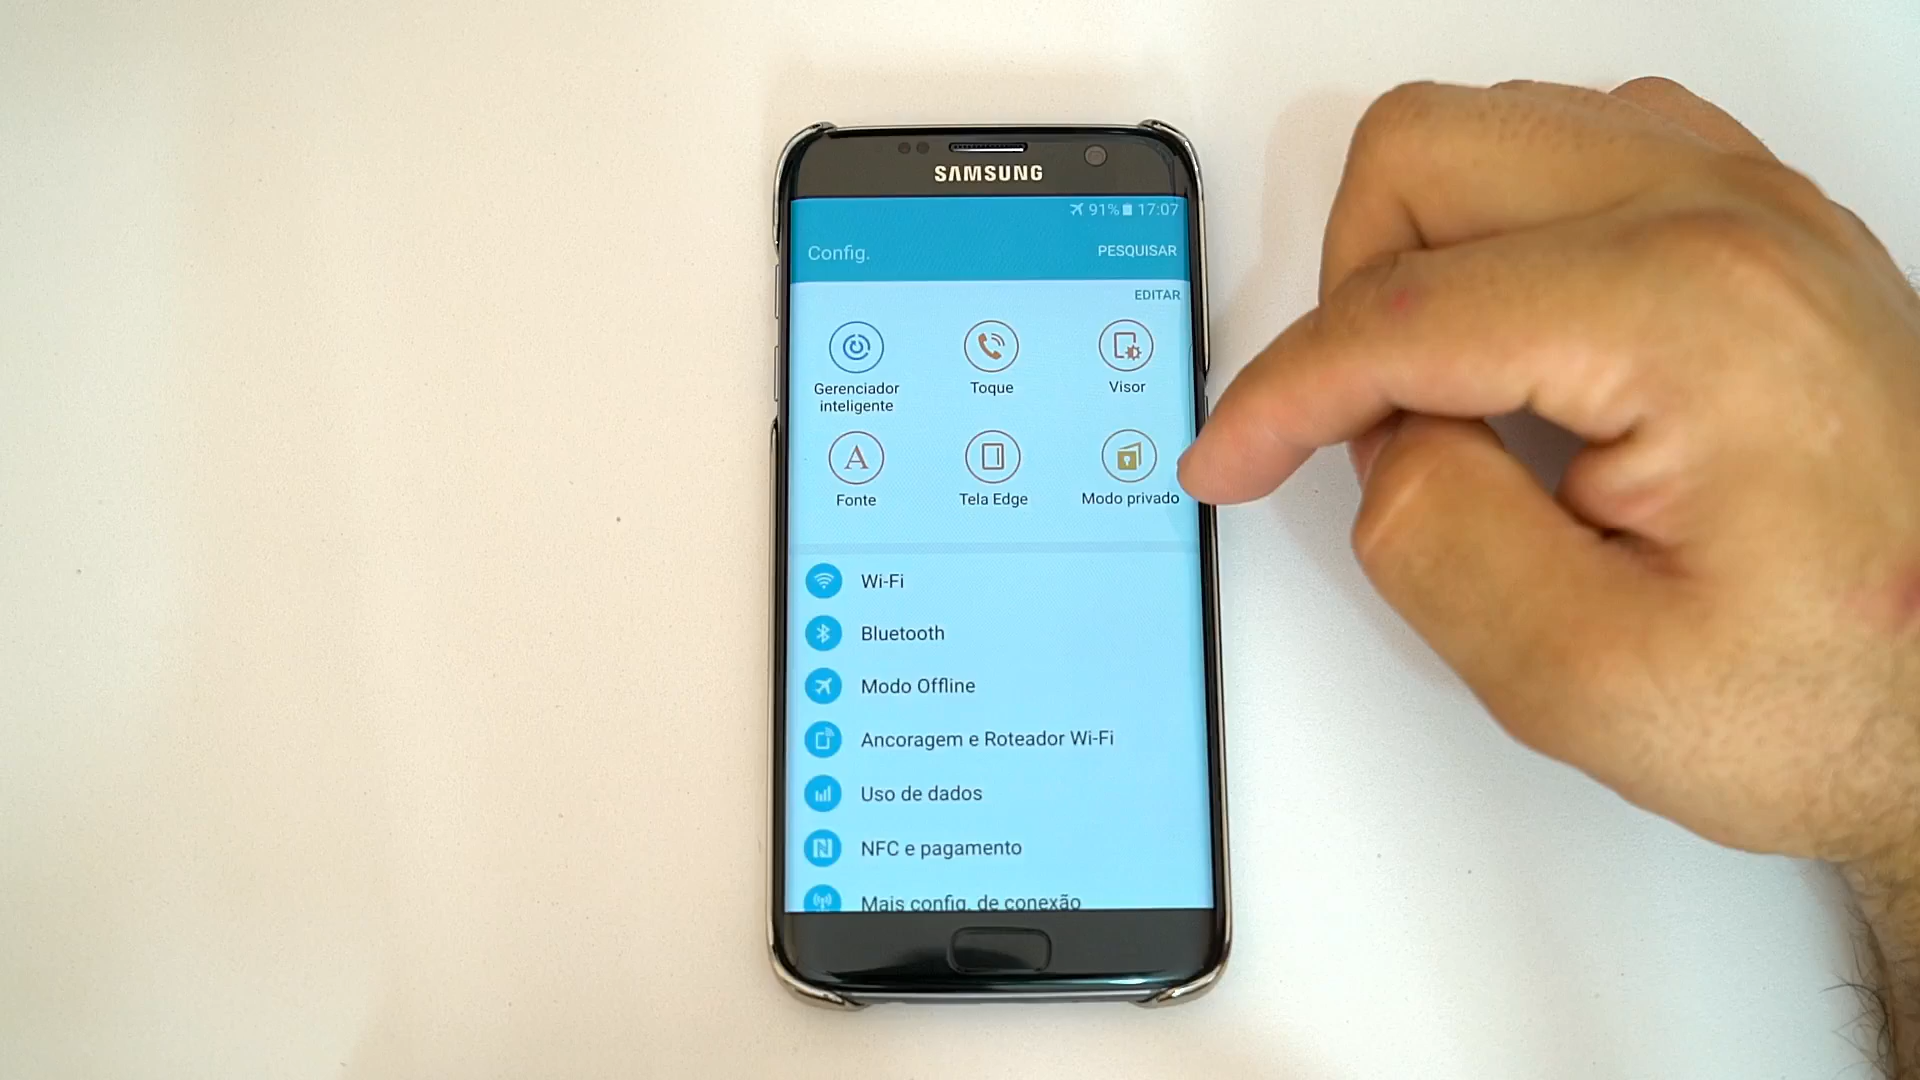 SAMSUNG
91% 17:07
Config. PESQUISAR
EDITAR
Gerenciador inteligente
Toque
Visor
A
Fonte
Tela Edge
Modo privado
Wi-Fi
Bluetooth
Modo Offline
Ancoragem e Roteador Wi-Fi
Uso de dados
NFC e pagamento
Mais config. de conexão